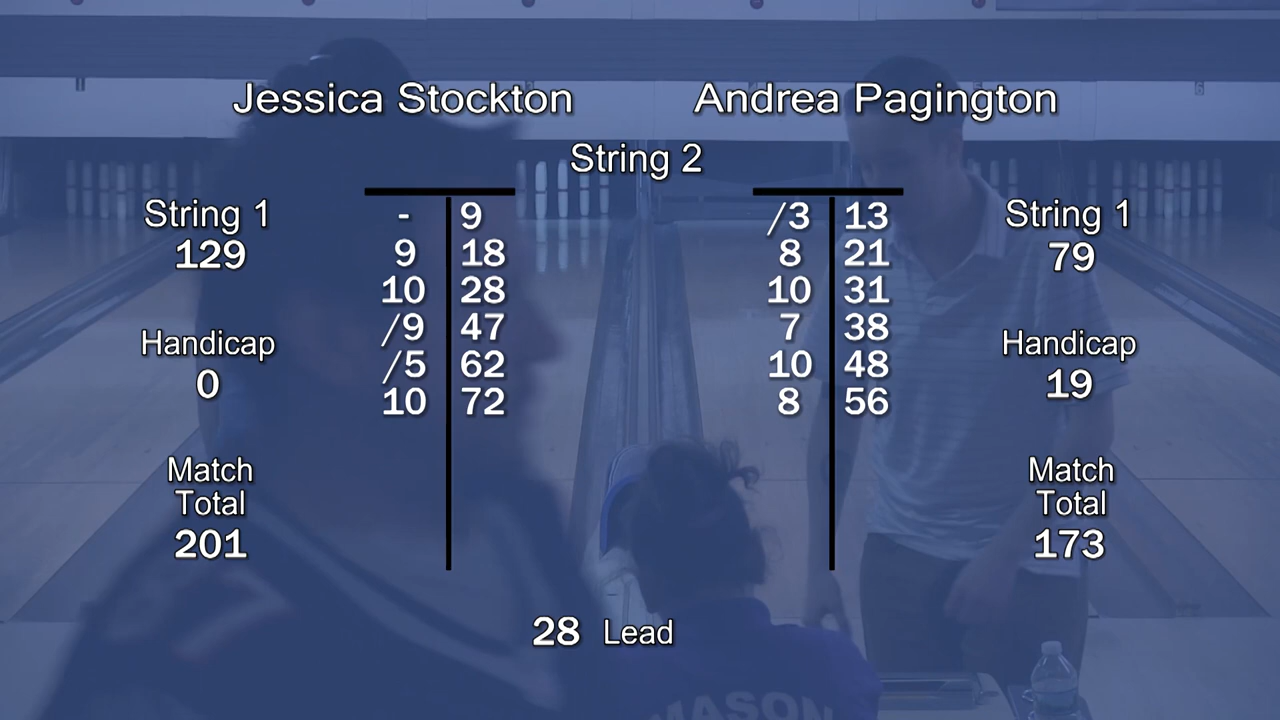 Jessica Stockton
Andrea Pagington
String 2
String 1
129
Handicap
0
Match
Total
201
- 9
9 18
10 28
/9 47
/5 62
10 72
/3 13
8 21
10 31
7 38
10 48
8 56
String 1
79
Handicap
19
Match
Total
173
28 Lead
MASON